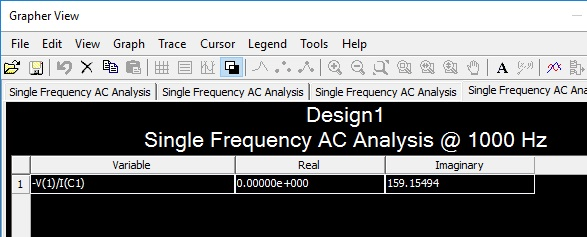 Grapher View
File Edit View Graph Trace Cursor Legend Tools Help
A
Single Frequency AC Analysis Single Frequency AC Analysis Single Frequency AC Analysis Single Frequency AC Ana
Design1
Single Frequency AC Analysis @ 1000 Hz
Variable Real Imaginary
1 -V(1)/I(C1) 0.00000e+000 159.15494